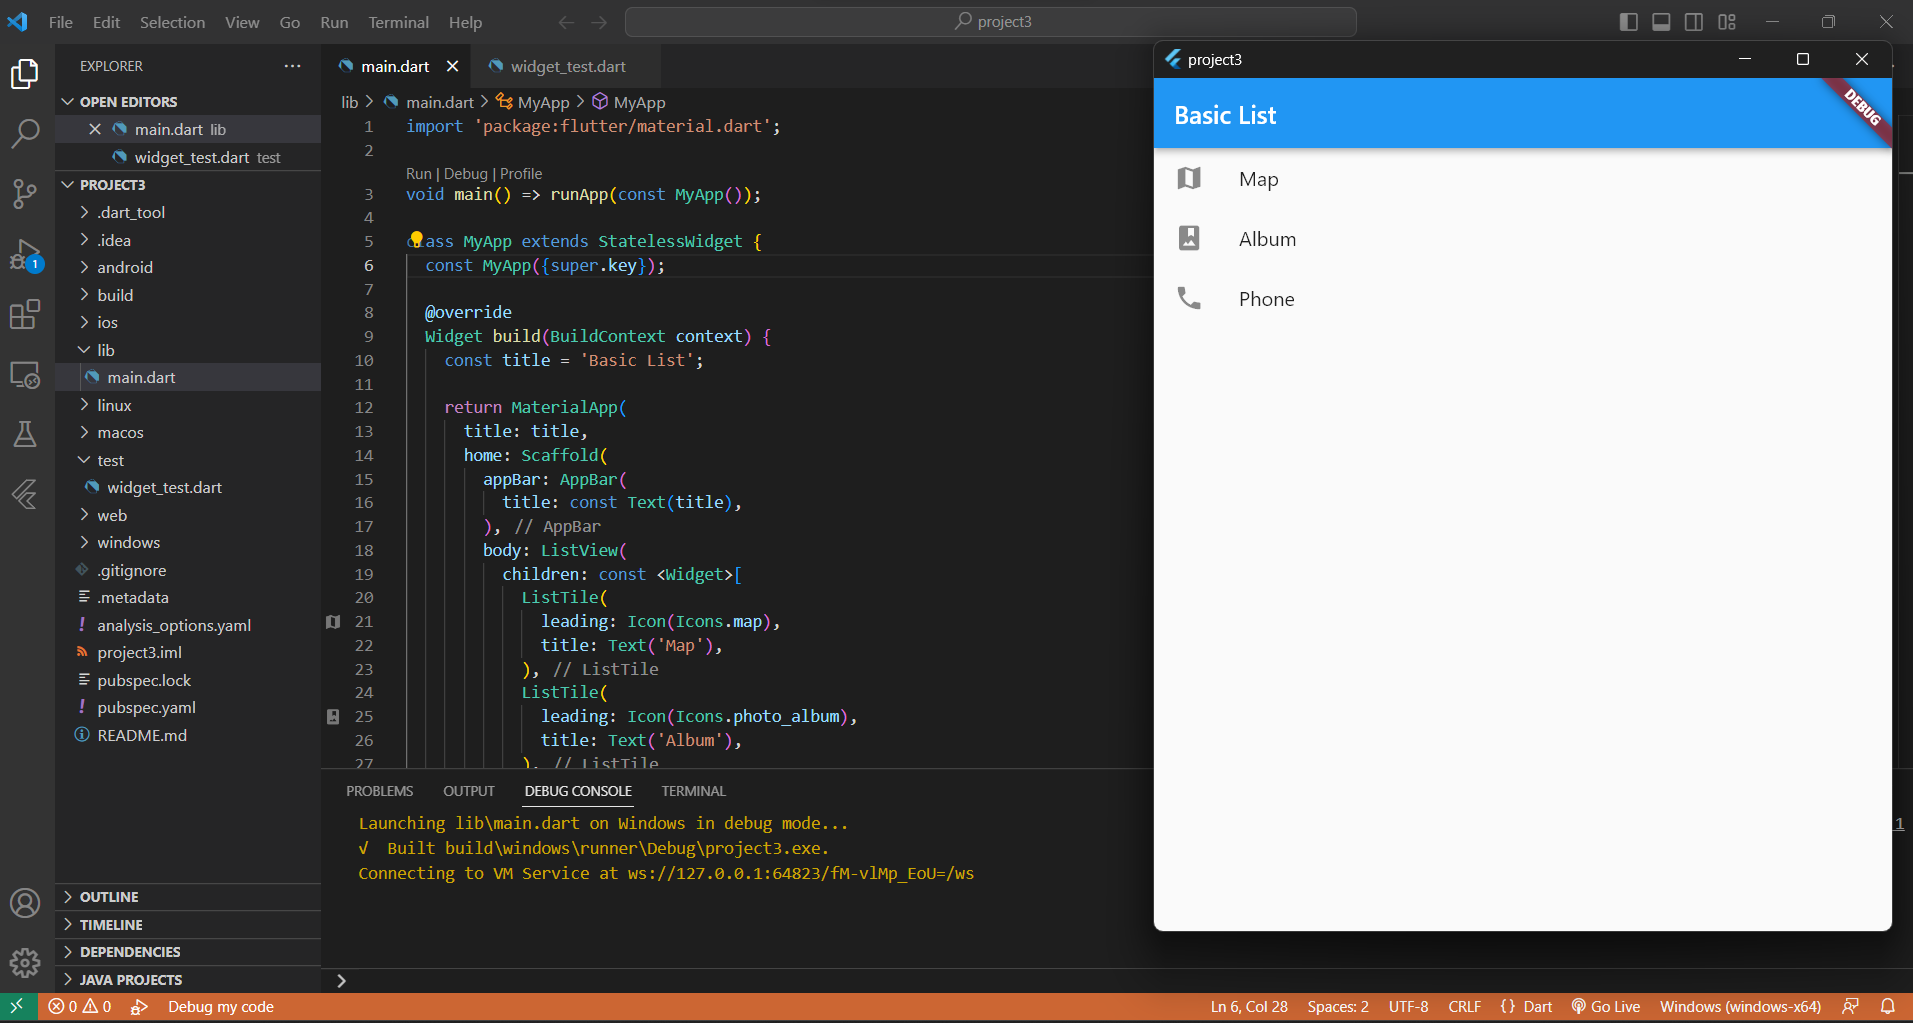 File Edit Selection View Go Run Terminal Help
project3
EXPLORER
OPEN EDITORS
main.dart lib
widget_test.dart test
PROJECT3
.dart_tool
.idea
android
build
ios
lib
main.dart
linux
macos
test
widget_test.dart
web
windows
.gitignore
.metadata
analysis_options.yaml
project3.iml
pubspec.lock
pubspec.yaml
README.md
OUTLINE
TIMELINE
DEPENDENCIES
JAVA PROJECTS
1
main.dart
widget_test.dart
lib > main.dart > MyApp > MyApp
1 import 'package:flutter/material.dart';
2
Run | Debug | Profile
3 void main() => runApp(const MyApp());
4
5 class MyApp extends StatelessWidget {
6 const MyApp({super.key});
7
8 @override
9 Widget build(BuildContext context) {
10 const title = 'Basic List';
11
12 return MaterialApp(
13 title: title,
14 home: Scaffold(
15 appBar: AppBar(
16 title: const Text(title),
17 ), // AppBar
18 body: ListView(
19 children: const <Widget>[
20 ListTile(
21 leading: Icon(Icons.map),
22 title: Text('Map'),
23 ), // ListTile
24 ListTile(
25 leading: Icon(Icons.photo_album),
26 title: Text('Album'),
27 ), // ListTile
PROBLEMS OUTPUT DEBUG CONSOLE TERMINAL
Launching lib\main.dart on Windows in debug mode...
√ Built build\windows\runner\Debug\project3.exe.
Connecting to VM Service at ws://127.0.0.1:64823/fM-vlMp_EoU=/ws
1
project3
Basic List
DEBUG
Map
Album
Phone
0 0 Debug my code
Ln 6, Col 28 Spaces: 2 UTF-8 CRLF {} Dart Go Live Windows (windows-x64)